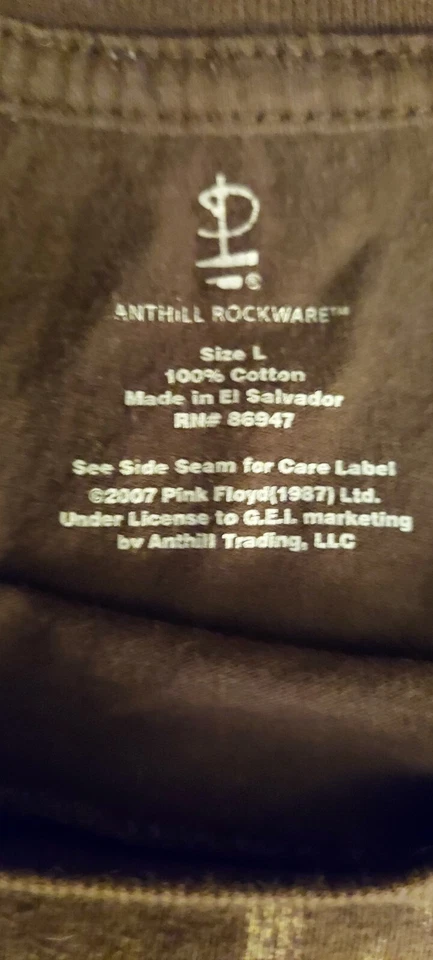 ANTHILL ROCKWARE™
Size L
100% Cotton
Made in El Salvador
RN# 86947
See Side Seam for Care Label
©2007 Pink Floyd(1987) Ltd.
Under License to G.E.I. marketing
by Anthill Trading, LLC